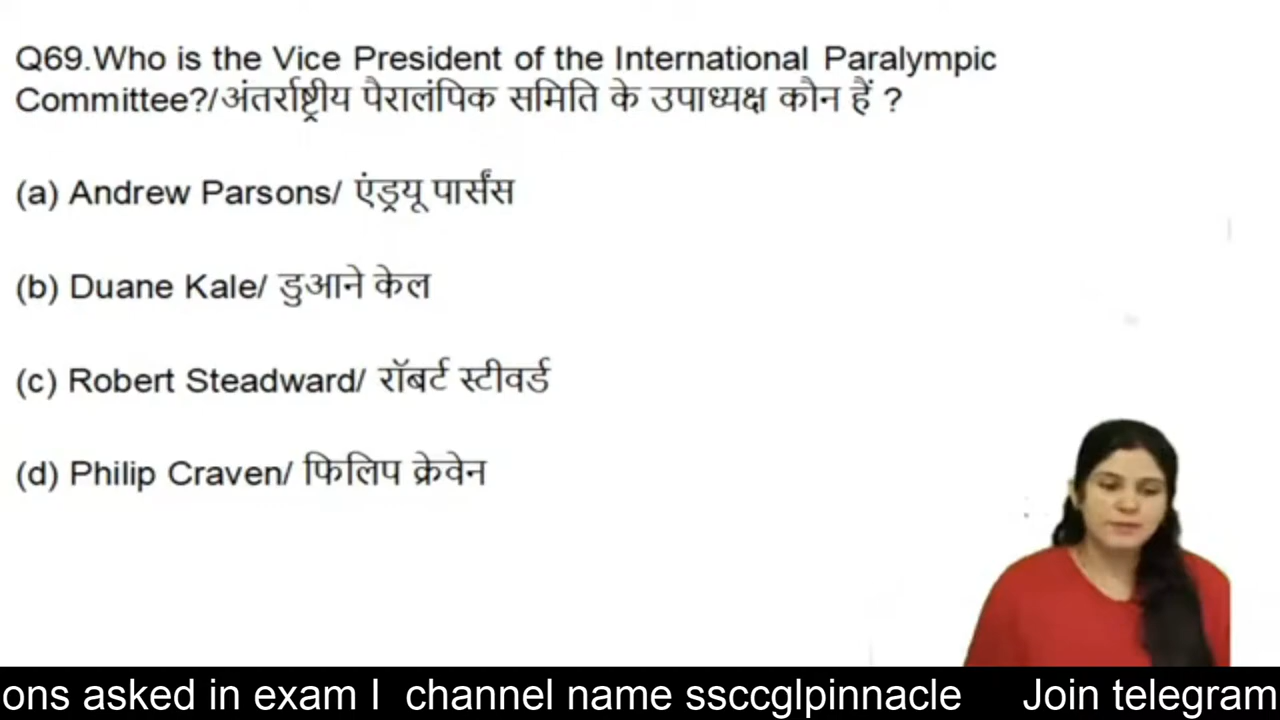 Q69.Who is the Vice President of the International Paralympic
Committee?/अंतर्राष्ट्रीय पैरालंपिक समिति के उपाध्यक्ष कौन हैं ?
(a) Andrew Parsons/ एंड्रयू पार्संस
(b) Duane Kale/ डुआने केल
(c) Robert Steadward/ रॉबर्ट स्टीवर्ड
(d) Philip Craven/ फिलिप क्रेवेन
ons asked in exam I channel name ssccglpinnacle Join telegram